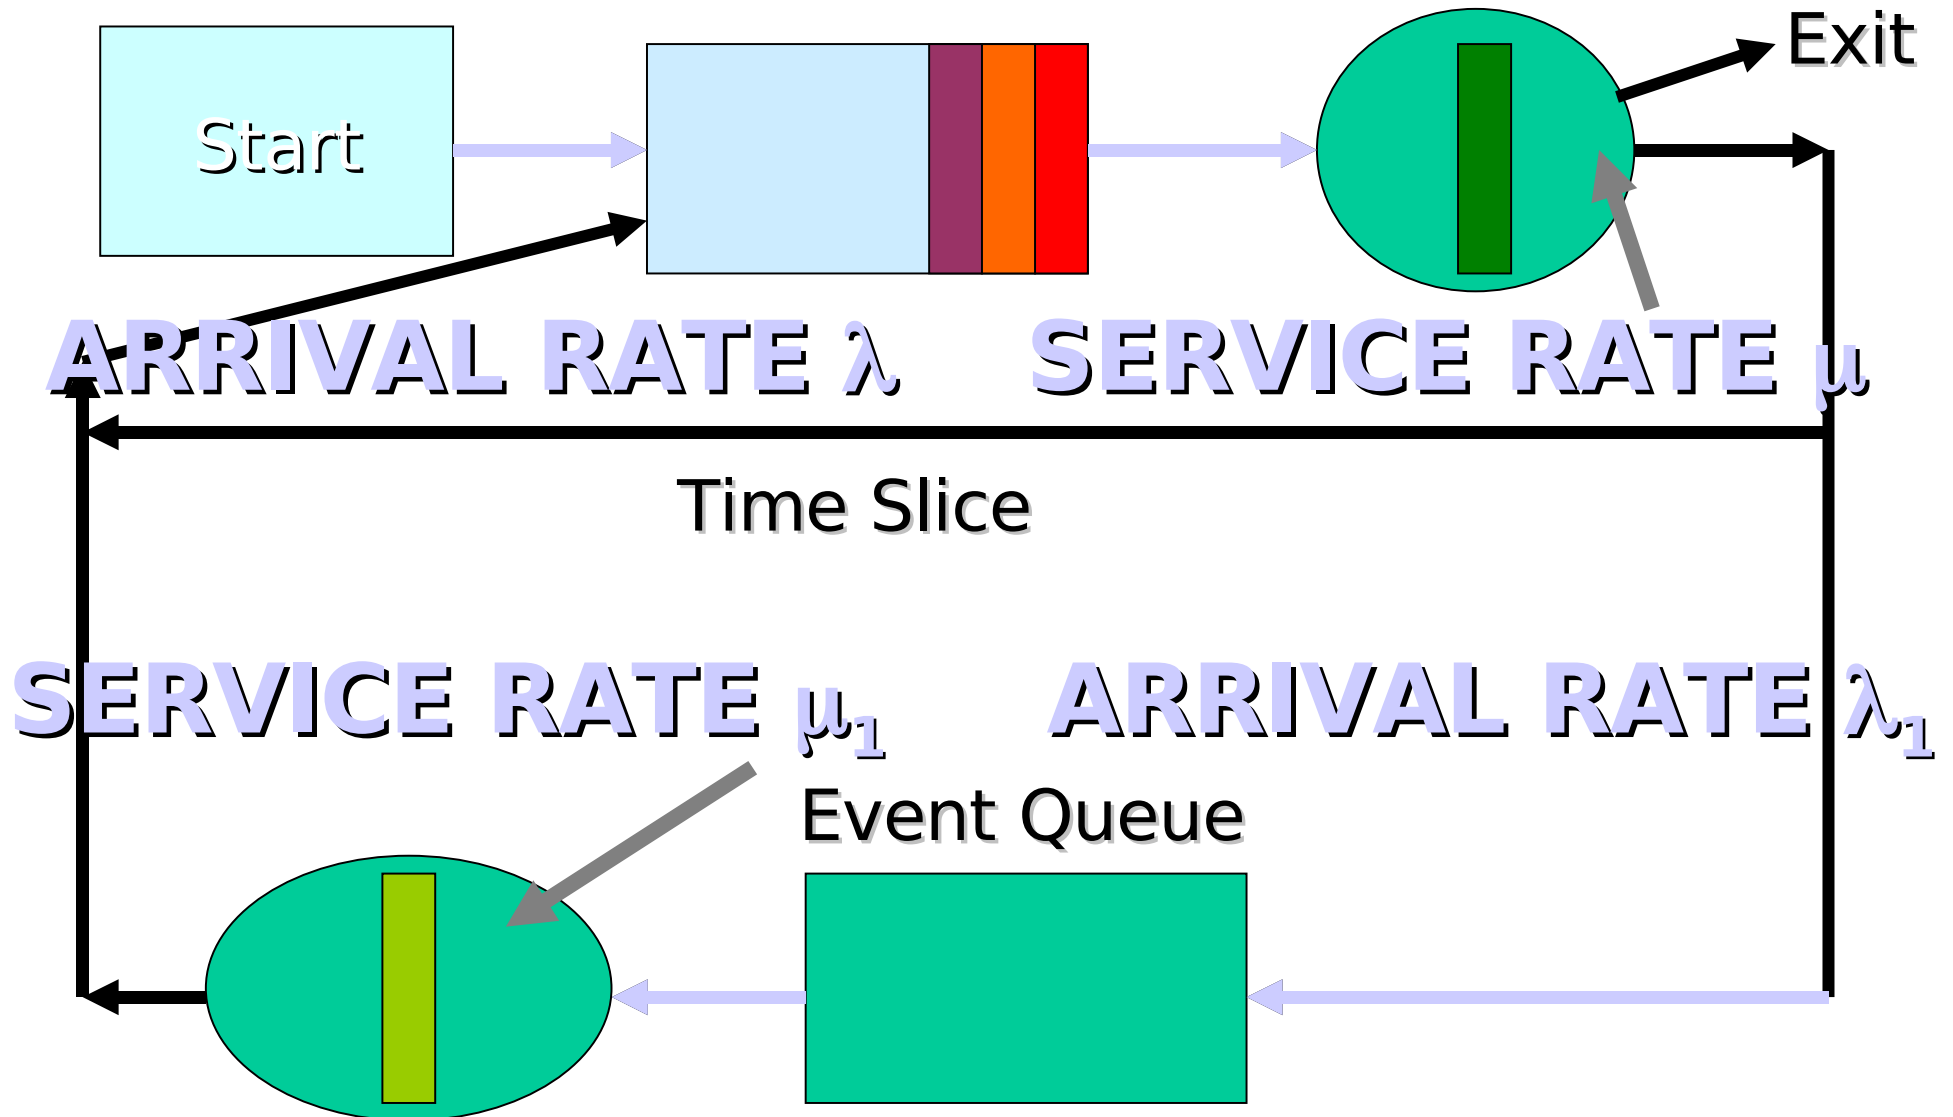 Exit
Start
ARRIVAL RATE λ
SERVICE RATE μ
Time Slice
SERVICE RATE μ₁
ARRIVAL RATE λ₁
Event Queue